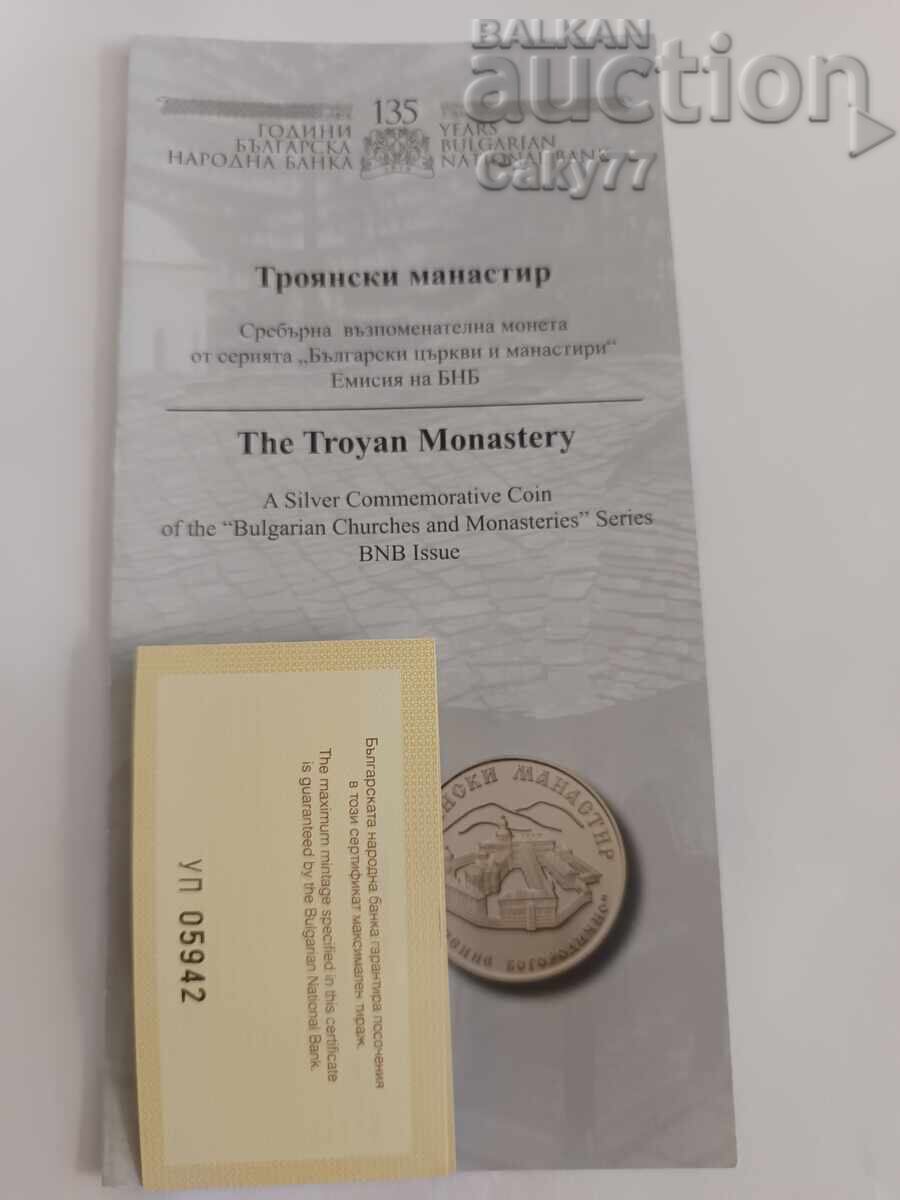 BALKAN
auction
Caky77
135
ГОДИНИ
БЪЛГАРСКА
НАРОДНА БАНКА
YEARS
BULGARIAN
NATIONAL BANK
Троянски манастир
Сребърна възпоменателна монета
от серията „Български църкви и манастири“
Емисия на БНБ
The Troyan Monastery
A Silver Commemorative Coin
of the “Bulgarian Churches and Monasteries” Series
BNB Issue
НСКИ МАНАСТИР
БОГОРОДИЧНО“
Българската народна банка гарантира посочения
в този сертификат максимален тираж.
The maximum mintage specified in this certificate
is guaranteed by the Bulgarian National Bank.
УП 05942